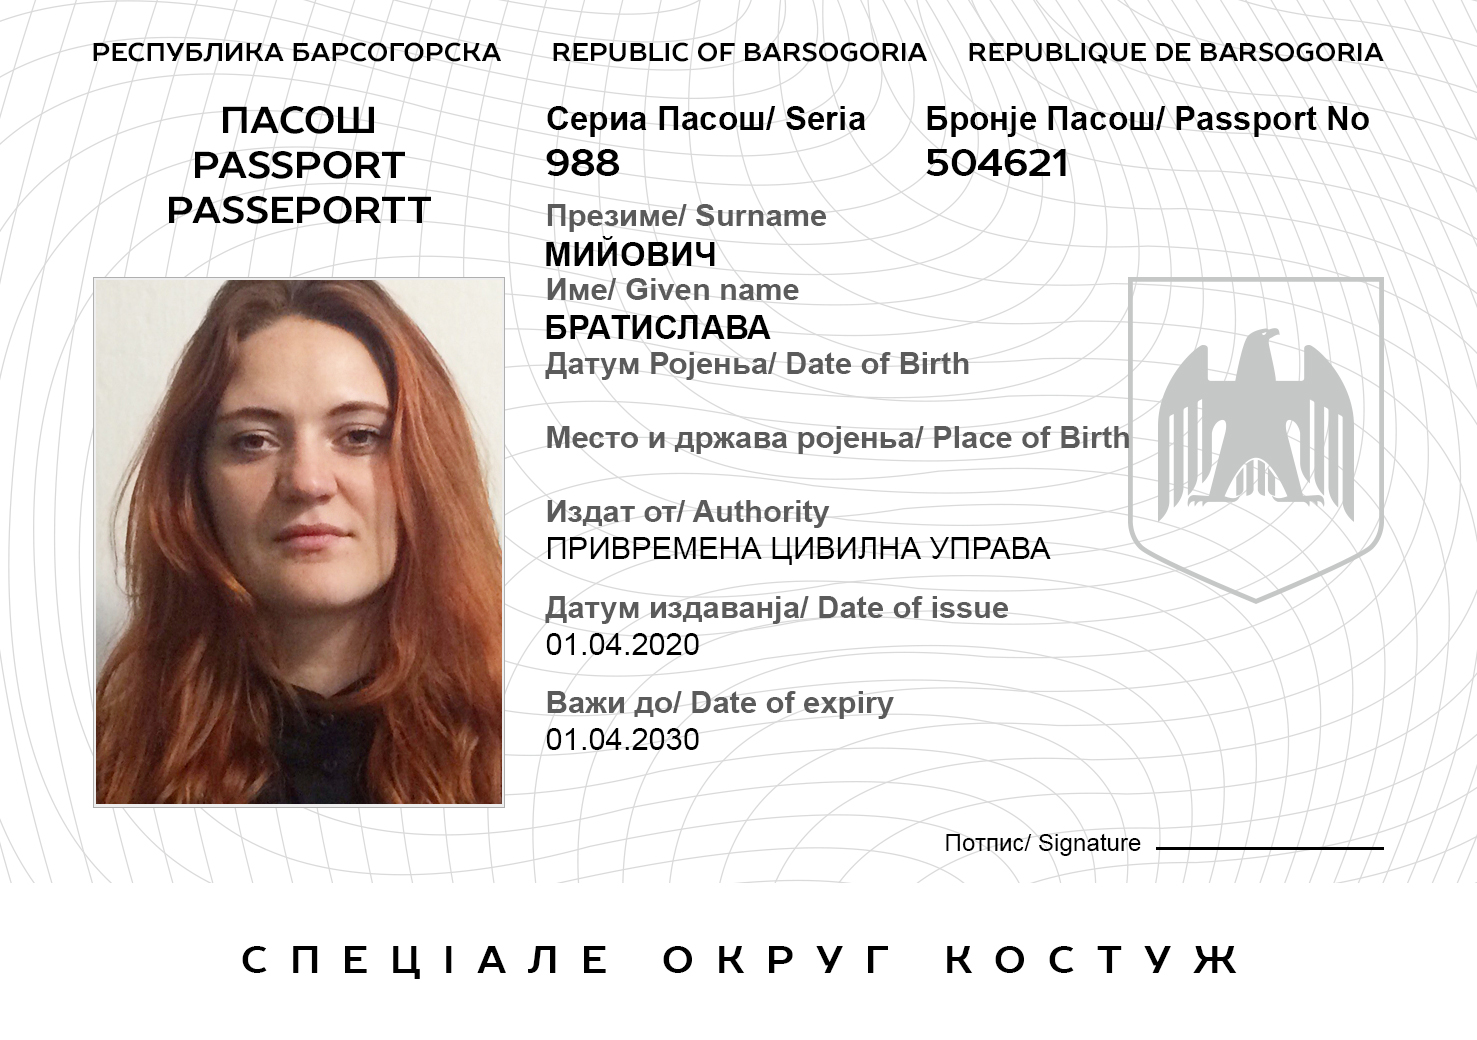 РЕСПУБЛИКА БАРСОГОРСКА REPUBLIC OF BARSOGORIA REPUBLIQUE DE BARSOGORIA
ПАСОШ
PASSPORT
PASSEPORTT
Сериа Пасош/ Seria Бронје Пасош/ Passport No
988 504621
Презиме/ Surname
МИЙОВИЧ
Име/ Given name
БРАТИСЛАВА
Датум Ројеньа/ Date of Birth
Место и држава ројеньа/ Place of Birth
Издат от/ Authority
ПРИВРЕМЕНА ЦИВИЛНА УПРАВА
Датум издаванја/ Date of issue
01.04.2020
Важи до/ Date of expiry
01.04.2030
Потпис/ Signature
СПЕЦІАЛЕ ОКРУГ КОСТУЖ